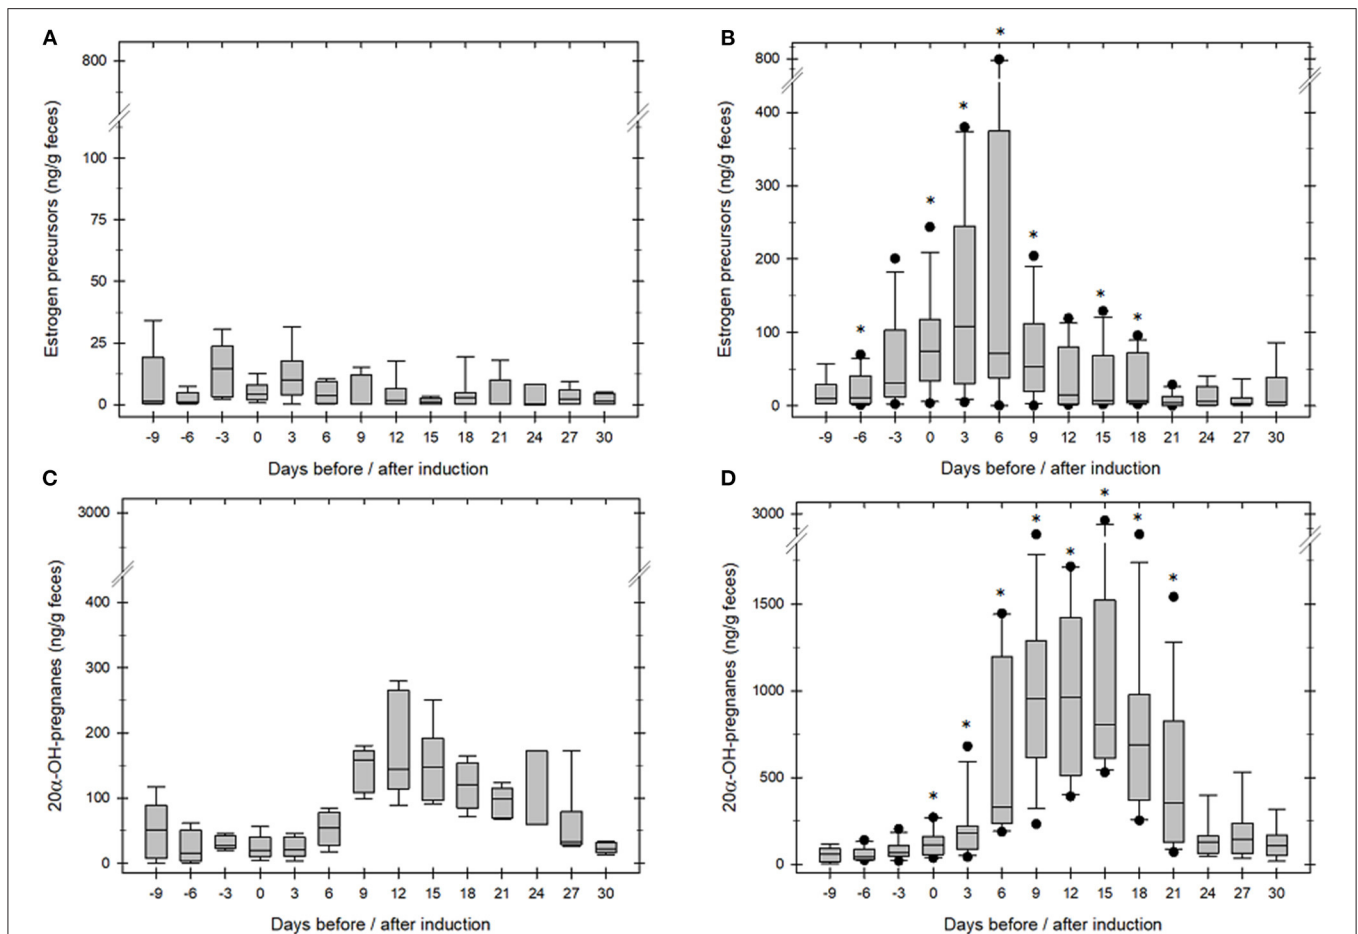 A
Estrogen precursors (ng/g feces)
800
100
75
50
25
0
-9 -6 -3 0 3 6 9 12 15 18 21 24 27 30
Days before / after induction
B
Estrogen precursors (ng/g feces)
800
400
300
200
100
0
* * * * * * *
-9 -6 -3 0 3 6 9 12 15 18 21 24 27 30
Days before / after induction
C
20α-OH-pregnanes (ng/g feces)
3000
400
300
200
100
0
-9 -6 -3 0 3 6 9 12 15 18 21 24 27 30
Days before / after induction
D
20α-OH-pregnanes (ng/g feces)
3000
1500
1000
500
0
* * * * * * * *
-9 -6 -3 0 3 6 9 12 15 18 21 24 27 30
Days before / after induction